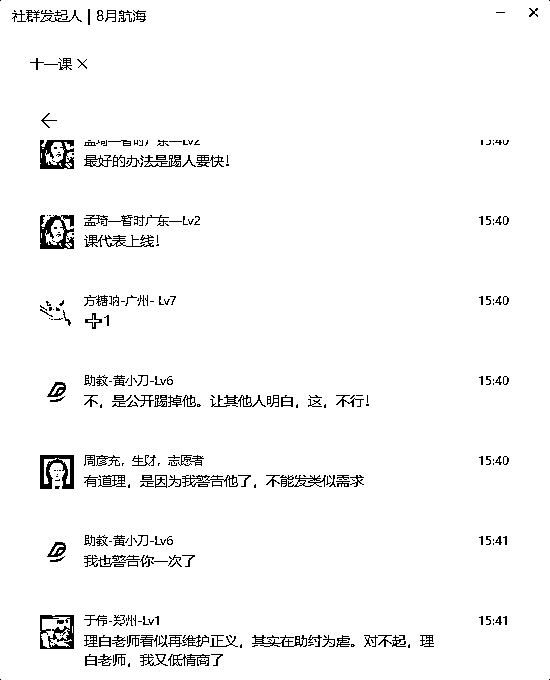 社群发起人 | 8月航海
十一课 ×
孟琦—暂时广东—Lv2 15:40
最好的办法是踢人要快！
孟琦—暂时广东—Lv2 15:40
课代表上线！
方糖呐-广州- Lv7 15:40
➕1
助教-黄小刀-Lv6 15:40
不，是公开踢掉他。让其他人明白，这，不行！
周彦充，生财，志愿者 15:40
有道理，是因为我警告他了，不能发类似需求
助教-黄小刀-Lv6 15:41
我也警告你一次了
于伟-郑州-Lv1 15:41
理白老师看似再维护正义，其实在助纣为虐。对不起，理
白老师，我又低情商了